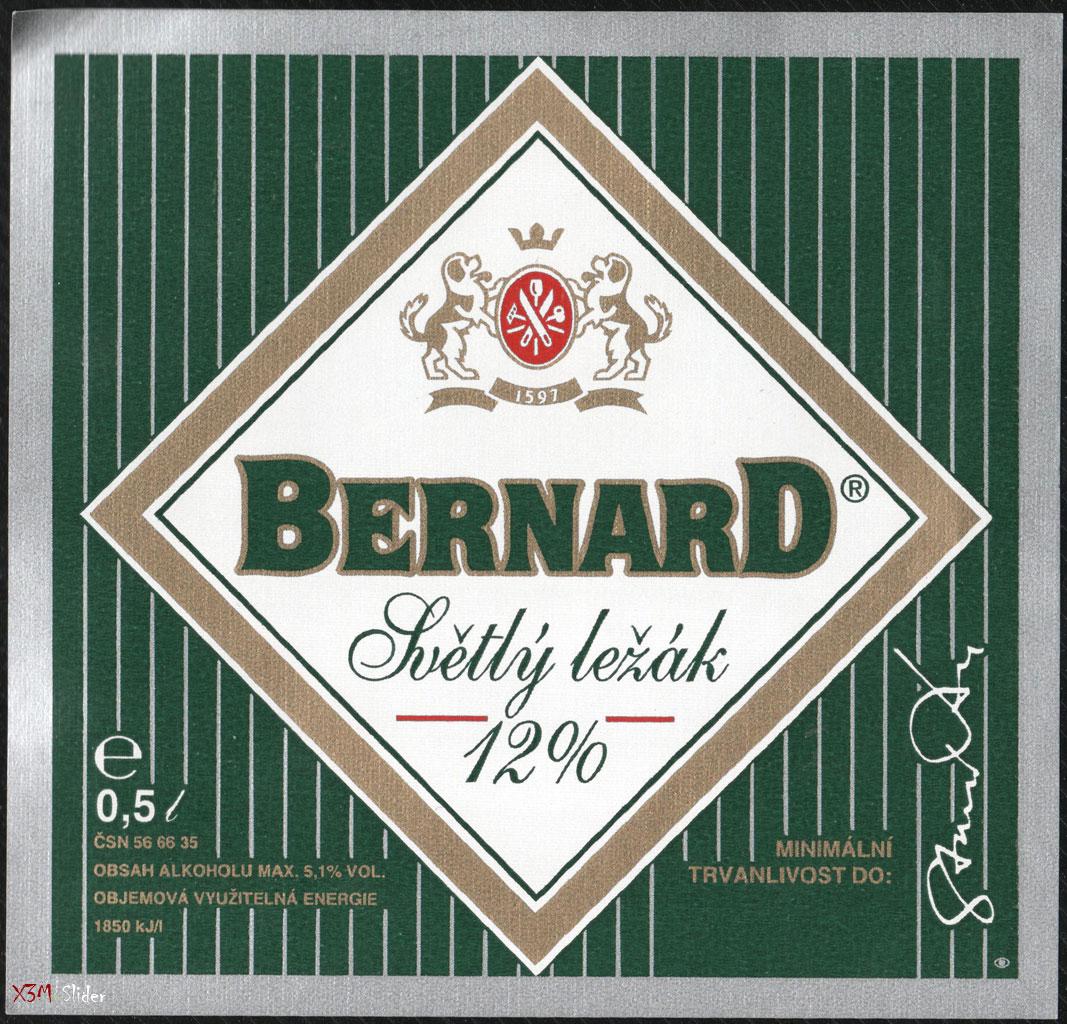 1597
BERNARD®
Světlý ležák
12%
e
0,5 l
ČSN 56 66 35
OBSAH ALKOHOLU MAX. 5,1% VOL.
OBJEMOVÁ VYUŽITELNÁ ENERGIE
1850 kJ/l
MINIMÁLNÍ
TRVANLIVOST DO:
X3M Slider